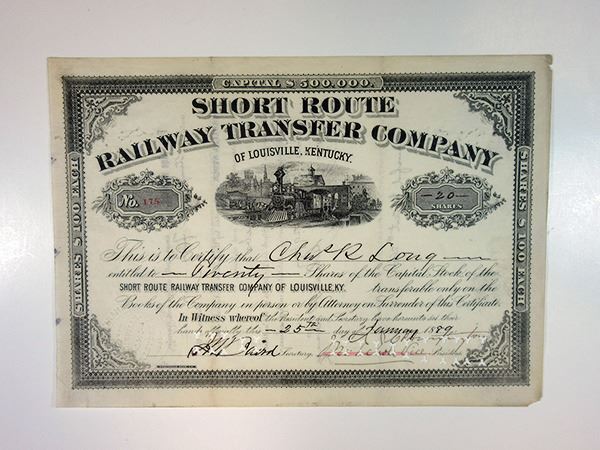 CAPITAL $500,000.
SHORT ROUTE
RAILWAY TRANSFER COMPANY
OF LOUISVILLE, KENTUCKY.
No. 175
-20-
SHARES
SHARES $100 EACH
SHARES $100 EACH
This is to Certify that Chas R Long
entitled to Twenty Shares of the Capital Stock of the
SHORT ROUTE RAILWAY TRANSFER COMPANY OF LOUISVILLE, KY. transferable only on the
Books of the Company in person or by Attorney on Surrender of this Certificate.
In Witness whereof the President and Secretary have hereunto set their
hands officially this 25th day of January 1889
Secretary President